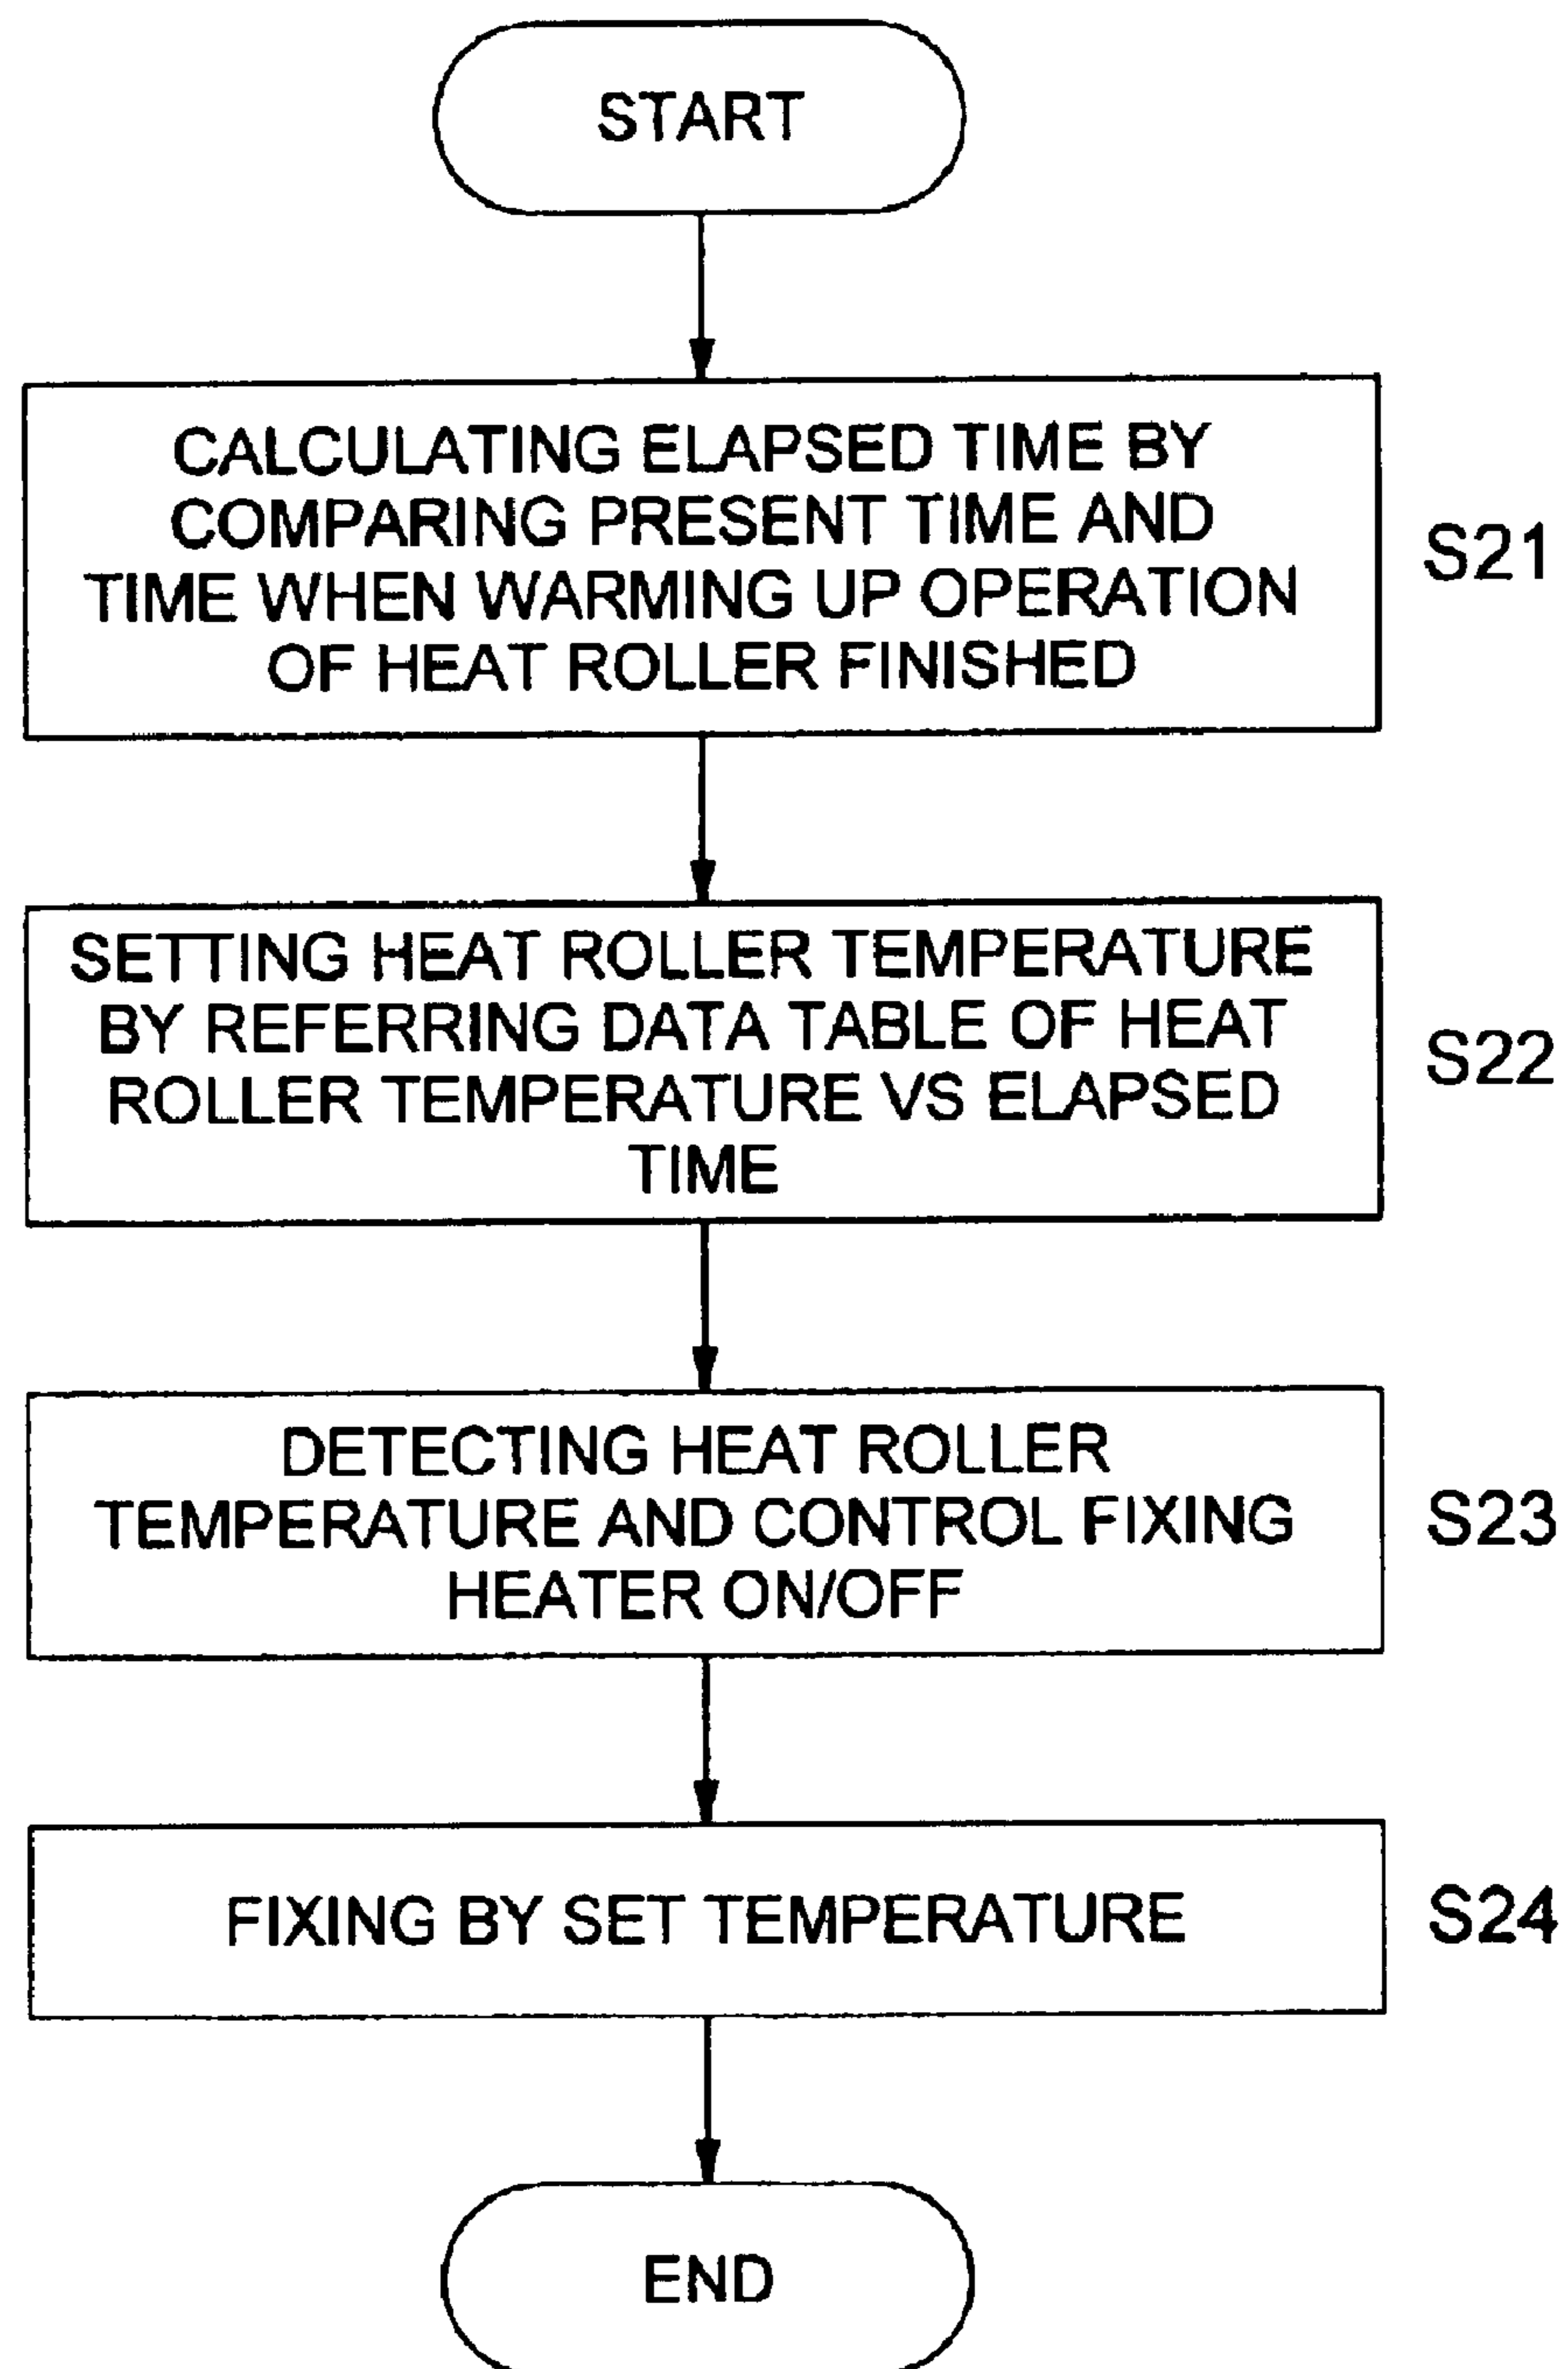 START
CALCULATING ELAPSED TIME BY
COMPARING PRESENT TIME AND
TIME WHEN WARMING UP OPERATION
OF HEAT ROLLER FINISHED
S21
SETTING HEAT ROLLER TEMPERATURE
BY REFERRING DATA TABLE OF HEAT
ROLLER TEMPERATURE VS ELAPSED
TIME
S22
DETECTING HEAT ROLLER
TEMPERATURE AND CONTROL FIXING
HEATER ON/OFF
S23
FIXING BY SET TEMPERATURE
S24
END